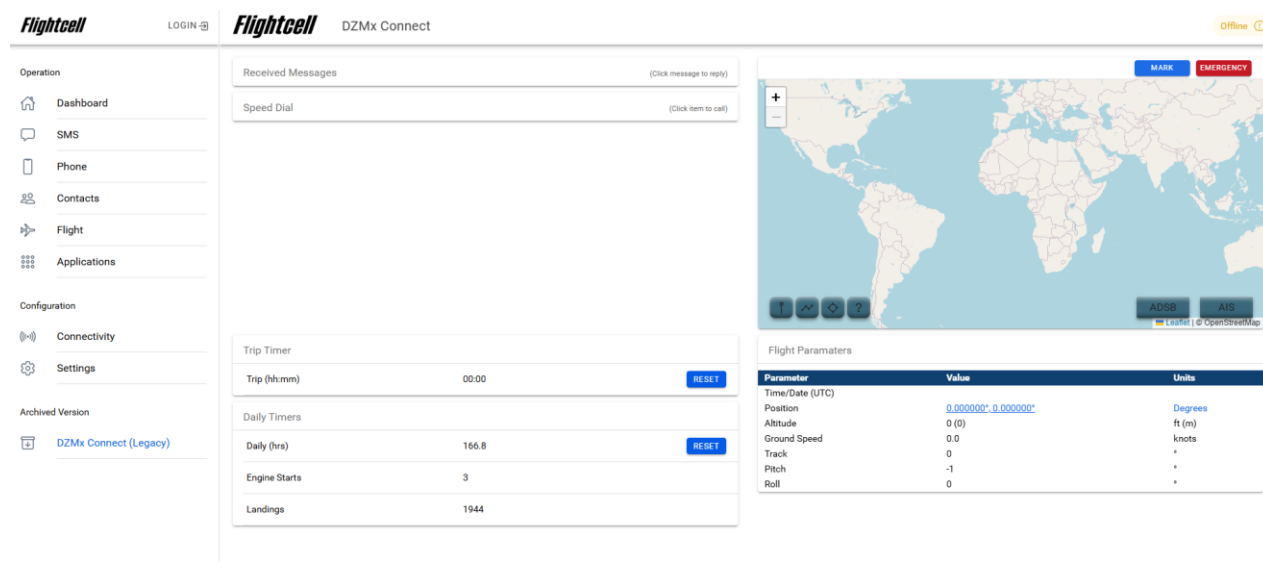 Flightcell
LOGIN
Operation
Dashboard
SMS
Phone
Contacts
Flight
Applications
Configuration
Connectivity
Settings
Archived Version
DZMx Connect (Legacy)
Flightcell DZMx Connect
Offline
Received Messages (Click message to reply)
Speed Dial (Click item to call)
Trip Timer
Trip (hh:mm) 00:00 RESET
Daily Timers
Daily (hrs) 166.8 RESET
Engine Starts 3
Landings 1944
MARK EMERGENCY
+
−
? ADSB AIS
Leaflet | © OpenStreetMap
Flight Paramaters
Parameter Value Units
Time/Date (UTC)
Position 0.000000°, 0.000000° Degrees
Altitude 0 (0) ft (m)
Ground Speed 0.0 knots
Track 0 °
Pitch -1 °
Roll 0 °